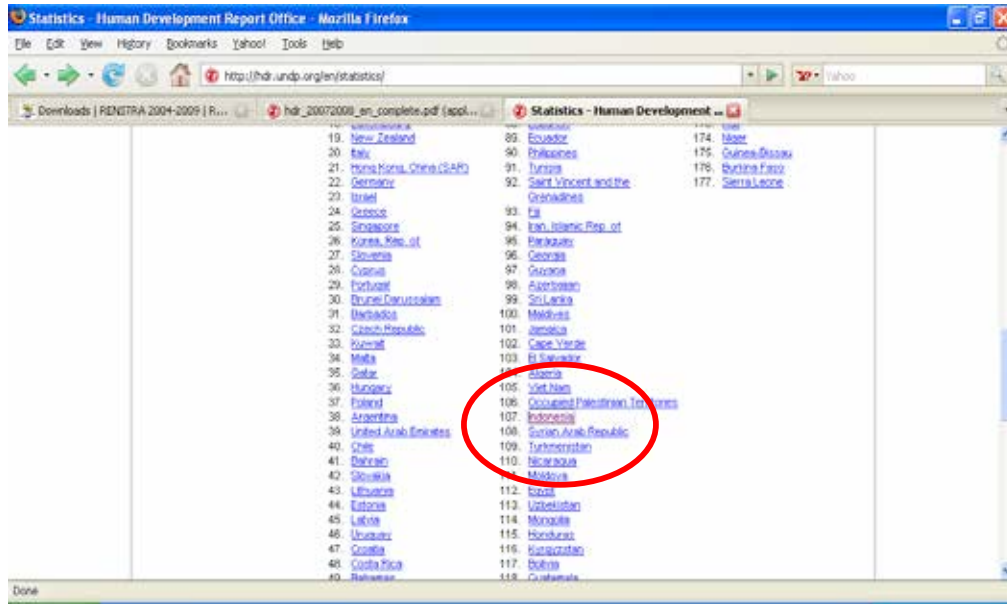 Statistics - Human Development Report Office - Mozilla Firefox
File Edit View History Bookmarks Yahoo! Tools Help
http://hdr.undp.org/en/statistics/
Yahoo
Downloads | RENSTRA 2004-2009 | R...
hdr_20072008_en_complete.pdf (appl...
Statistics - Human Development ...
19. New Zealand
20. Italy
21. Hong Kong, China (SAR)
22. Germany
23. Israel
24. Greece
25. Singapore
26. Korea, Rep. of
27. Slovenia
28. Cyprus
29. Portugal
30. Brunei Darussalam
31. Barbados
32. Czech Republic
33. Kuwait
34. Malta
35. Qatar
36. Hungary
37. Poland
38. Argentina
39. United Arab Emirates
40. Chile
41. Bahrain
42. Slovakia
43. Lithuania
44. Estonia
45. Latvia
46. Uruguay
47. Croatia
48. Costa Rica
49. Bahamas
89. Ecuador
90. Philippines
91. Tunisia
92. Saint Vincent and the
Grenadines
93. Fiji
94. Iran, Islamic Rep. of
95. Paraguay
96. Georgia
97. Guyana
98. Azerbaijan
99. Sri Lanka
100. Maldives
101. Jamaica
102. Cape Verde
103. El Salvador
104. Algeria
105. Viet Nam
106. Occupied Palestinian Territories
107. Indonesia
108. Syrian Arab Republic
109. Turkmenistan
110. Nicaragua
111. Moldova
112. Egypt
113. Uzbekistan
114. Mongolia
115. Honduras
116. Kyrgyzstan
117. Bolivia
118. Guatemala
174. Niger
175. Guinea-Bissau
176. Burkina Faso
177. Sierra Leone
Done